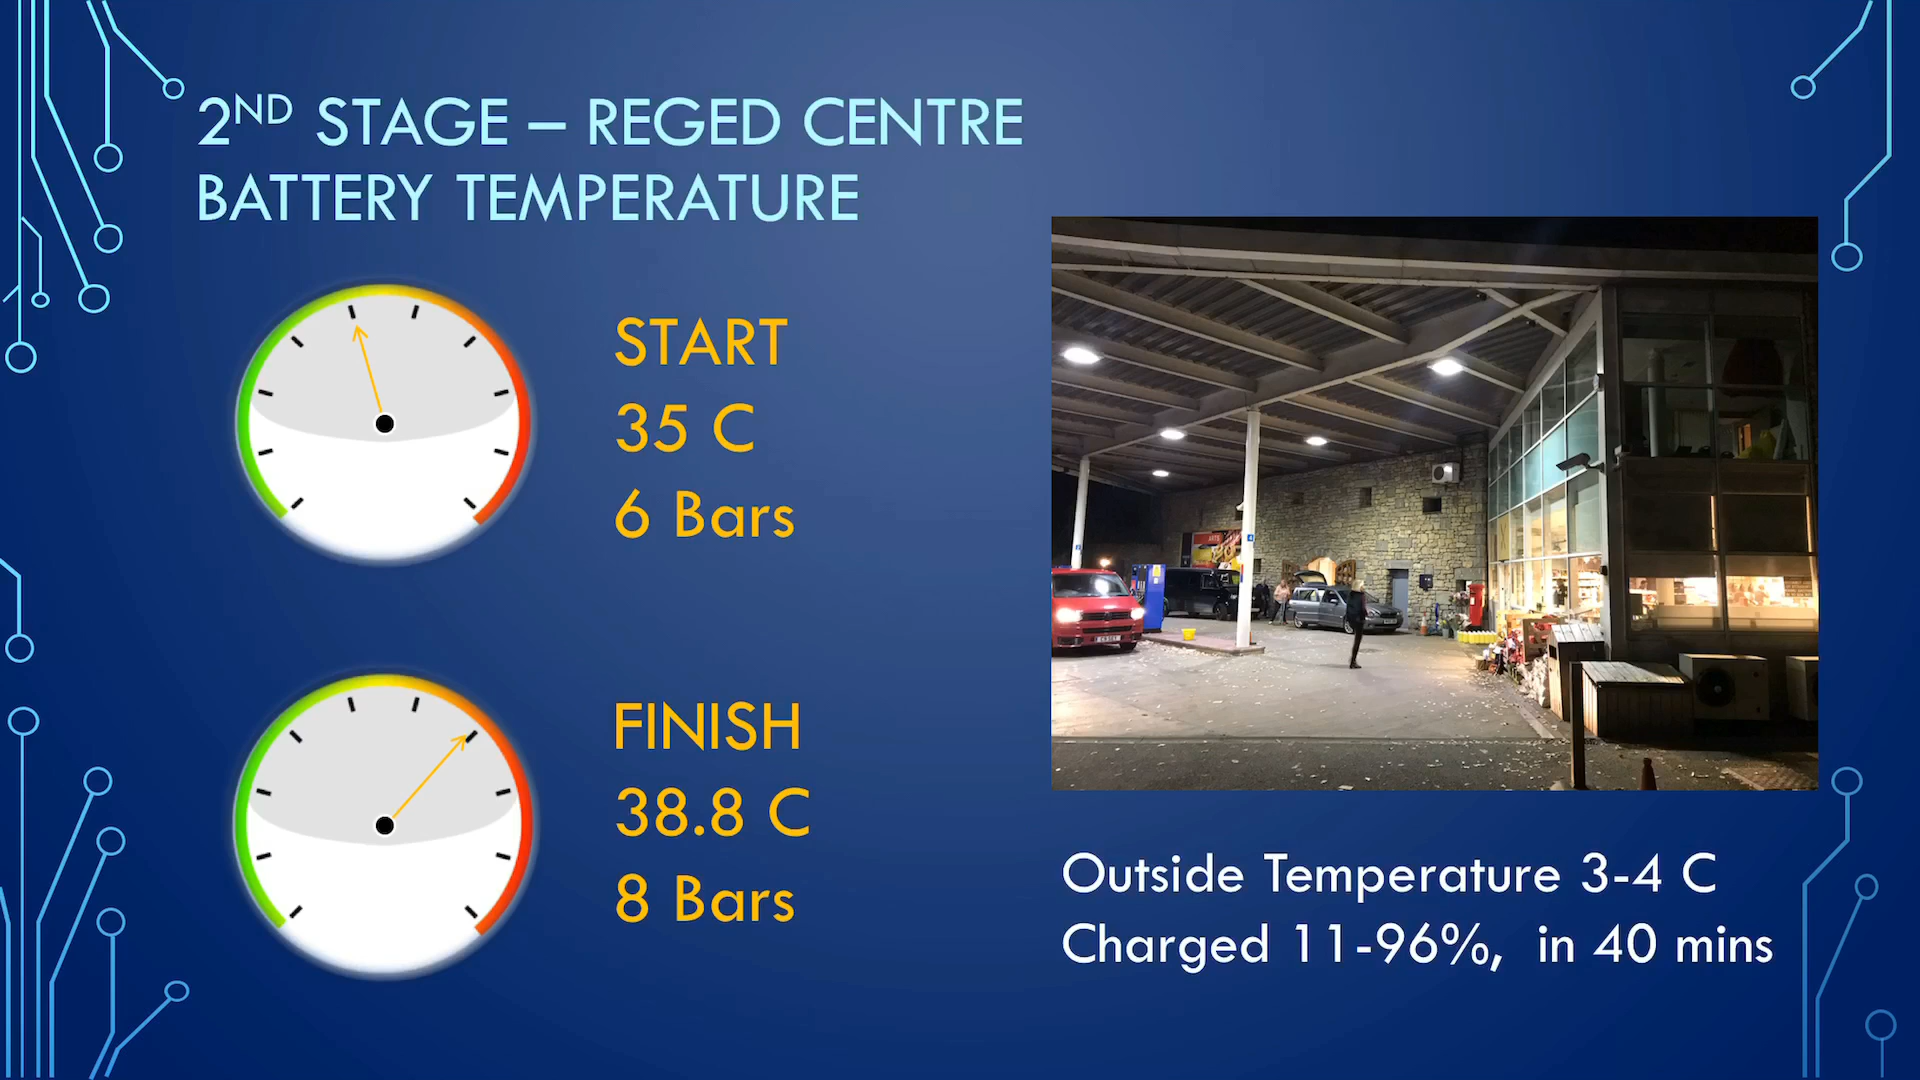 2ND STAGE – REGED CENTRE
BATTERY TEMPERATURE
START
35 C
6 Bars
FINISH
38.8 C
8 Bars
Outside Temperature 3-4 C
Charged 11-96%, in 40 mins